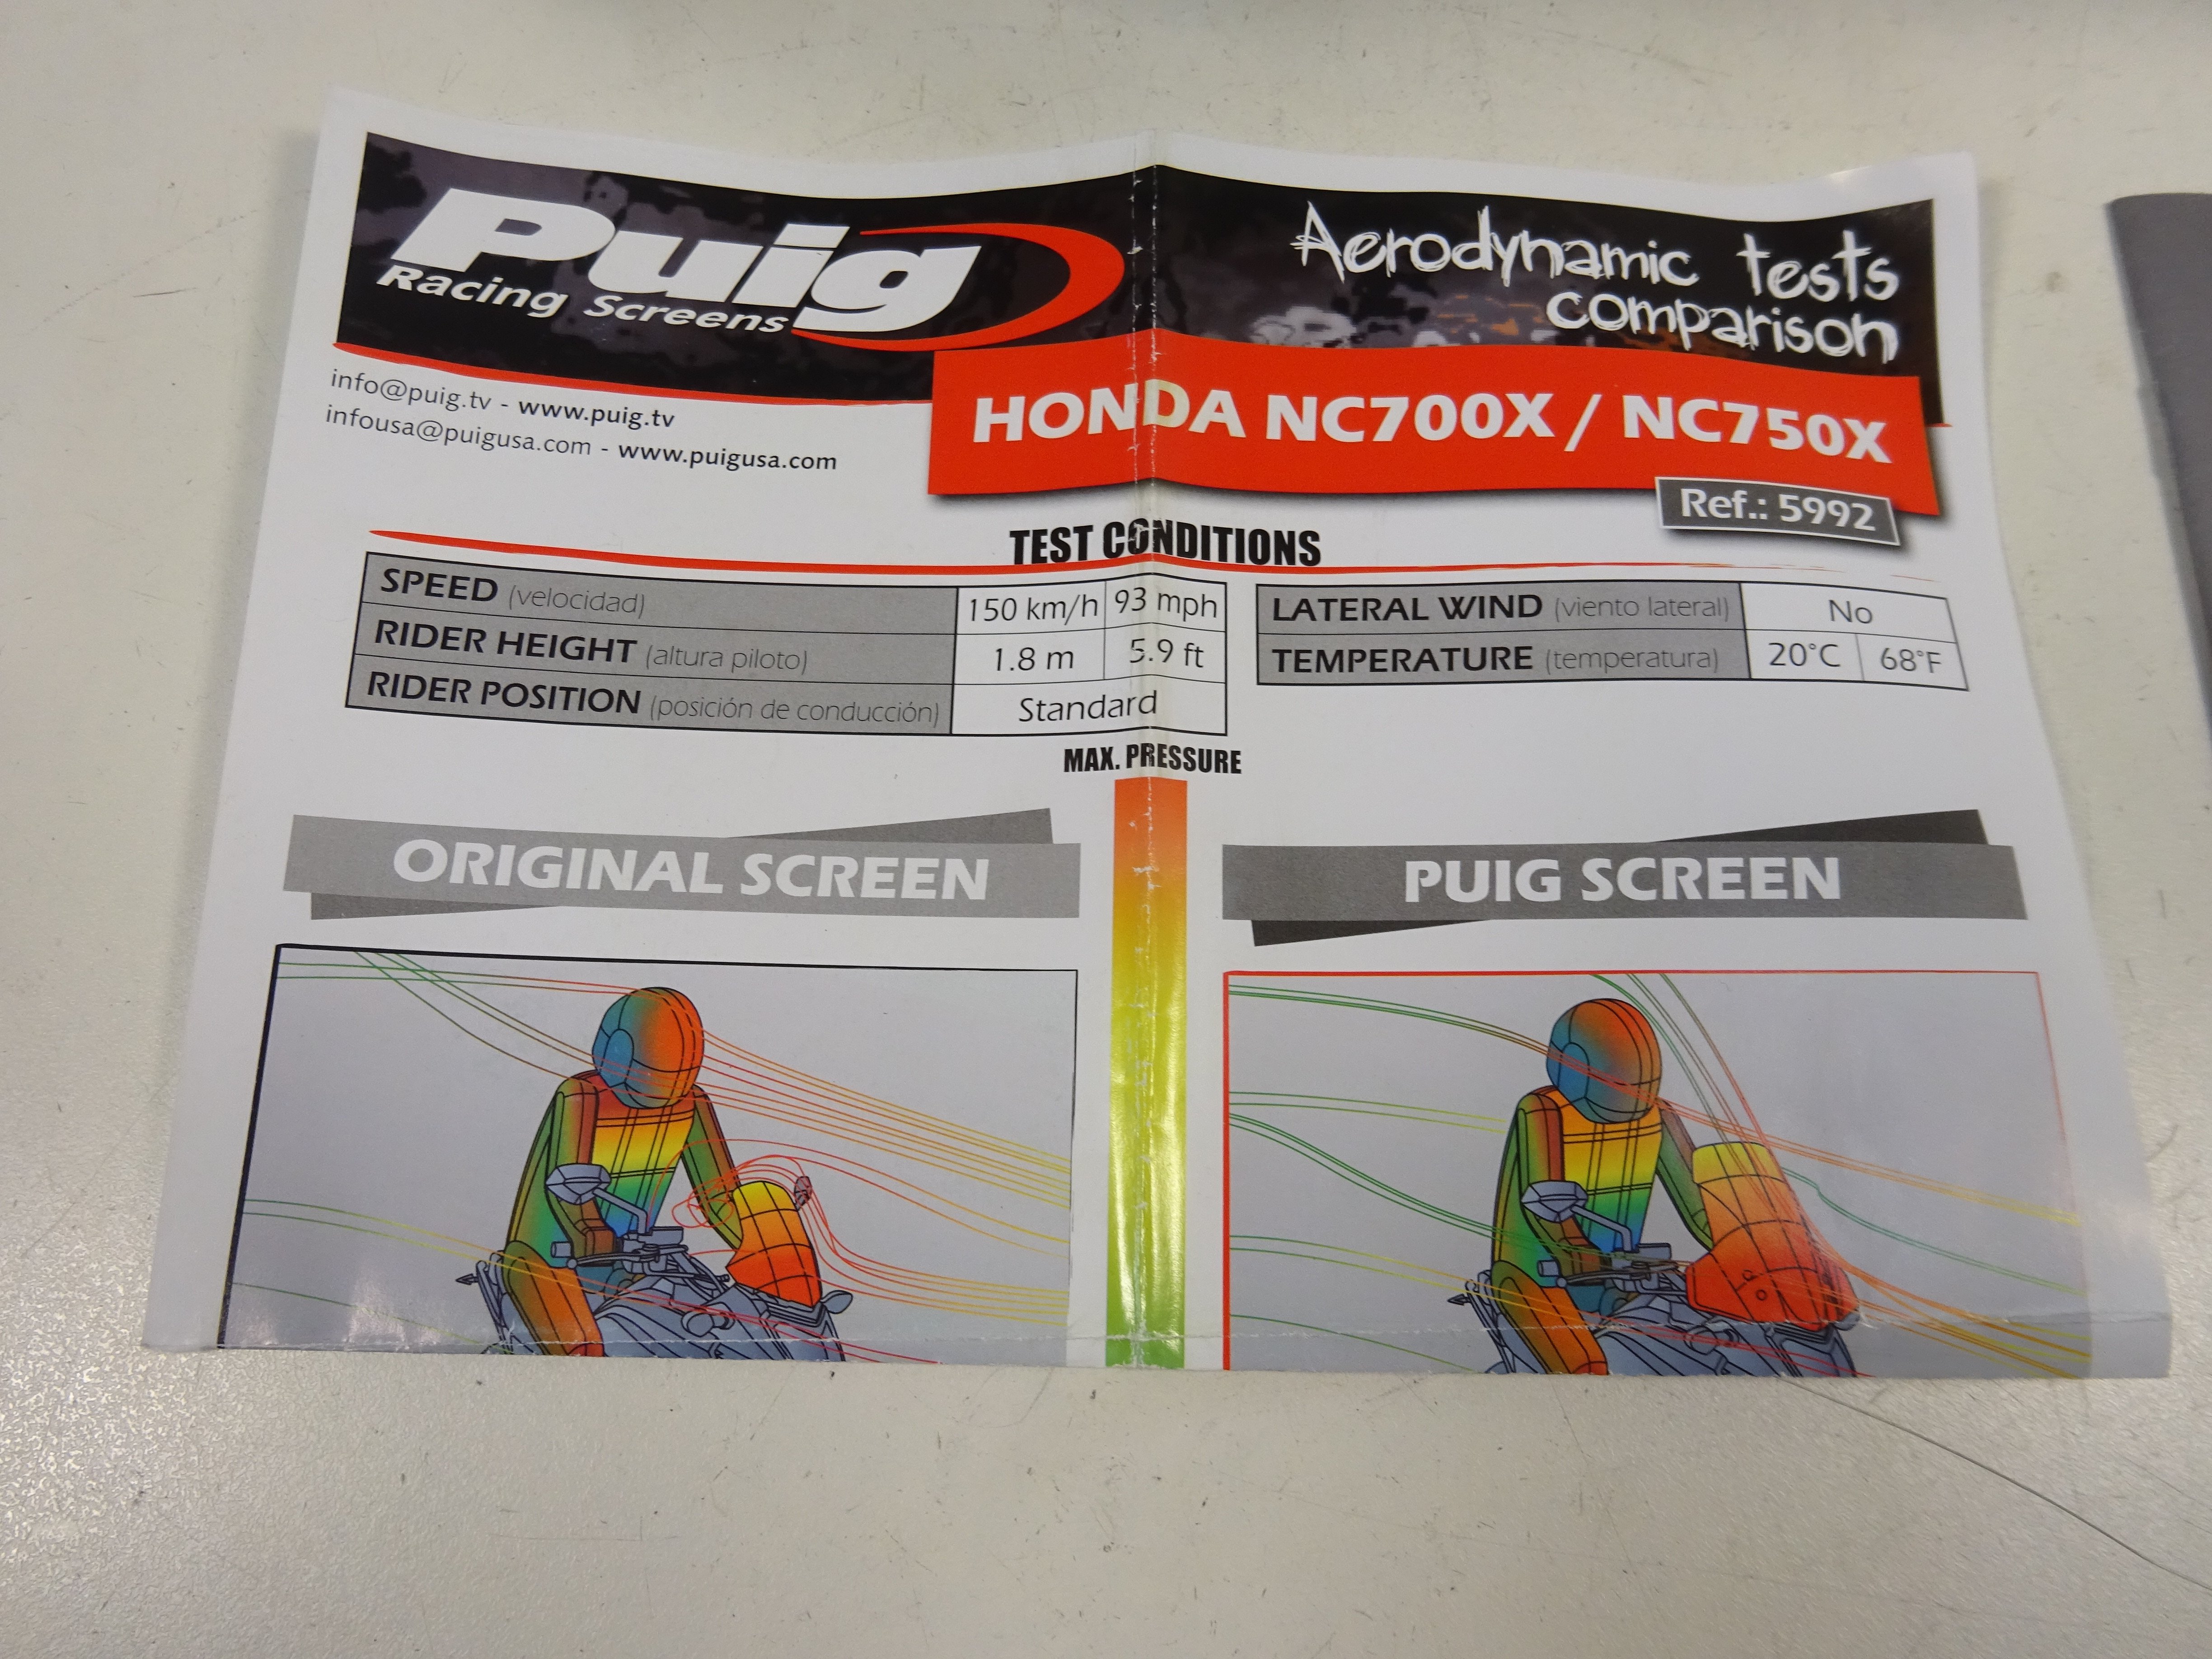 Puig
Racing Screens
Aerodynamic tests
comparison
info@puig.tv - www.puig.tv
infousa@puigusa.com - www.puigusa.com
HONDA NC700X / NC750X
Ref.: 5992
TEST CONDITIONS
SPEED (velocidad) 150 km/h 93 mph
RIDER HEIGHT (altura piloto) 1.8 m 5.9 ft
RIDER POSITION (posición de conducción) Standard
LATERAL WIND (viento lateral) No
TEMPERATURE (temperatura) 20°C 68°F
MAX. PRESSURE
ORIGINAL SCREEN
PUIG SCREEN